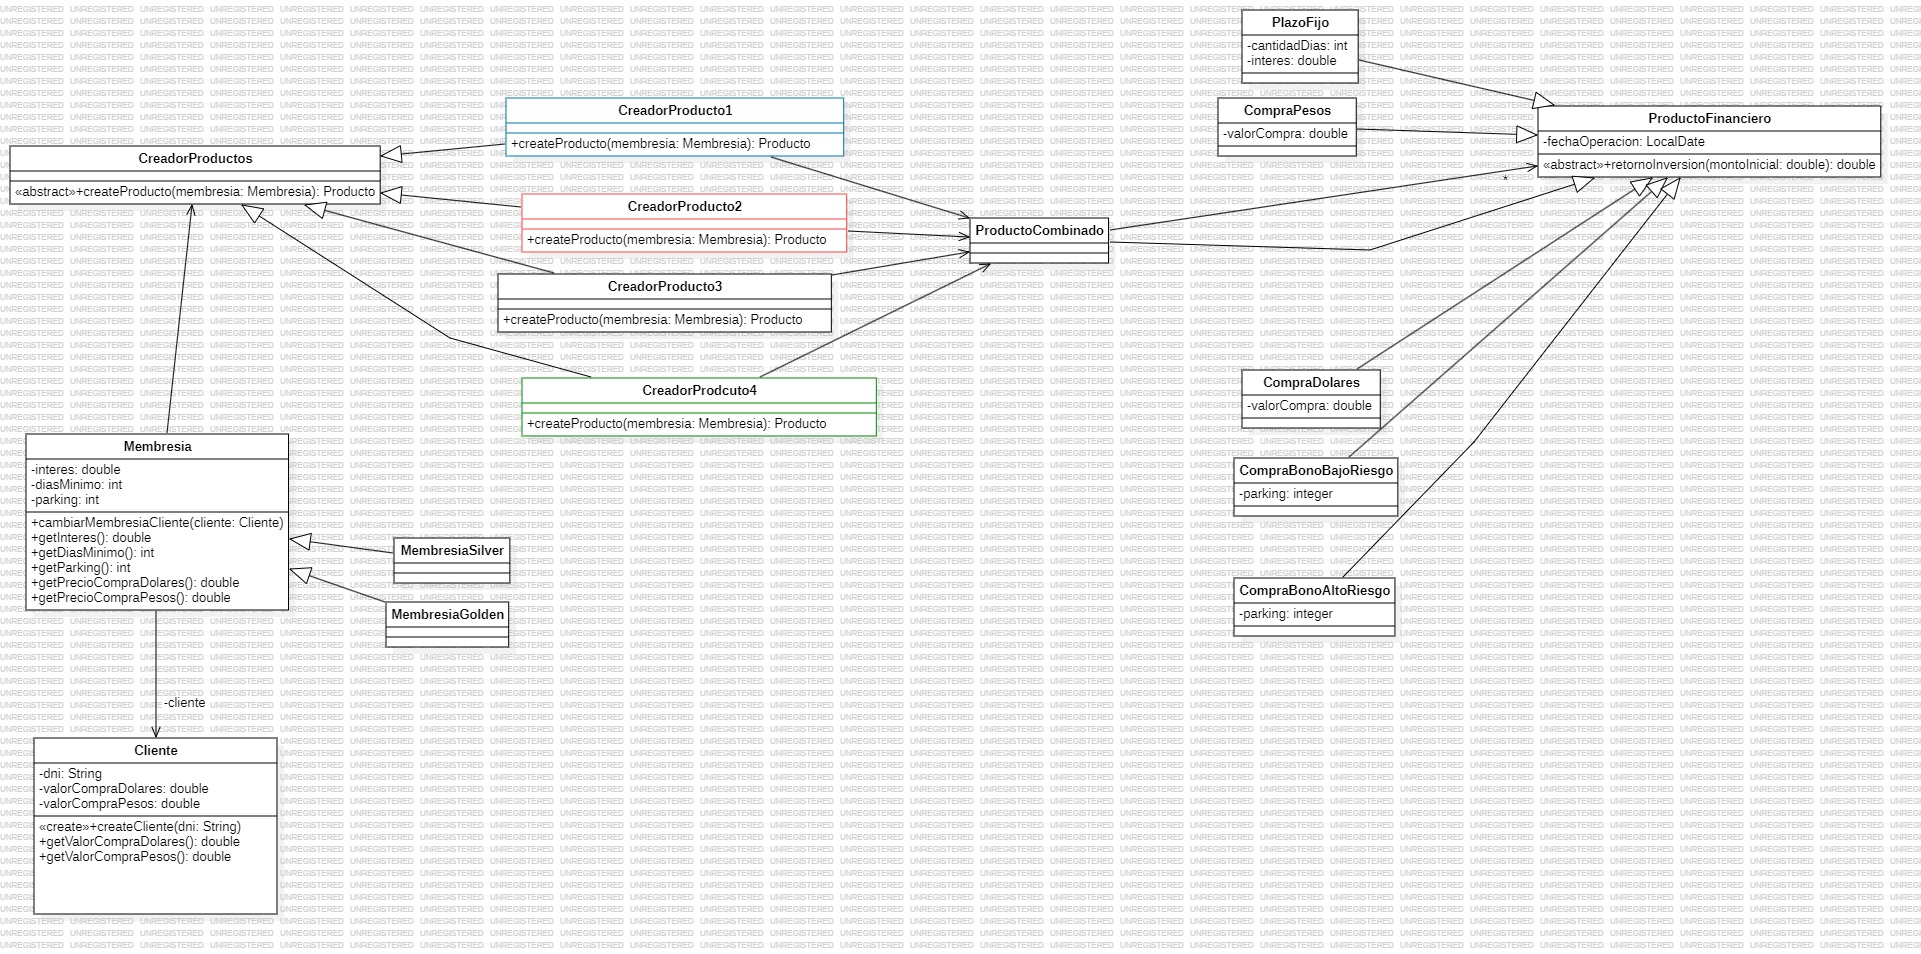 PlazoFijo
-cantidadDias: int
-interes: double
CompraPesos
-valorCompra: double
ProductoFinanciero
-fechaOperacion: LocalDate
«abstract»+retornoInversion(montoInicial: double): double
*
CreadorProducto1
+createProducto(membresia: Membresia): Producto
CreadorProductos
«abstract»+createProducto(membresia: Membresia): Producto
CreadorProducto2
+createProducto(membresia: Membresia): Producto
ProductoCombinado
CreadorProducto3
+createProducto(membresia: Membresia): Producto
CreadorProdcuto4
+createProducto(membresia: Membresia): Producto
CompraDolares
-valorCompra: double
CompraBonoBajoRiesgo
-parking: integer
CompraBonoAltoRiesgo
-parking: integer
Membresia
-interes: double
-diasMinimo: int
-parking: int
+cambiarMembresiaCliente(cliente: Cliente)
+getInteres(): double
+getDiasMinimo(): int
+getParking(): int
+getPrecioCompraDolares(): double
+getPrecioCompraPesos(): double
MembresiaSilver
MembresiaGolden
-cliente
Cliente
-dni: String
-valorCompraDolares: double
-valorCompraPesos: double
«create»+createCliente(dni: String)
+getValorCompraDolares(): double
+getValorCompraPesos(): double
UNREGISTERED